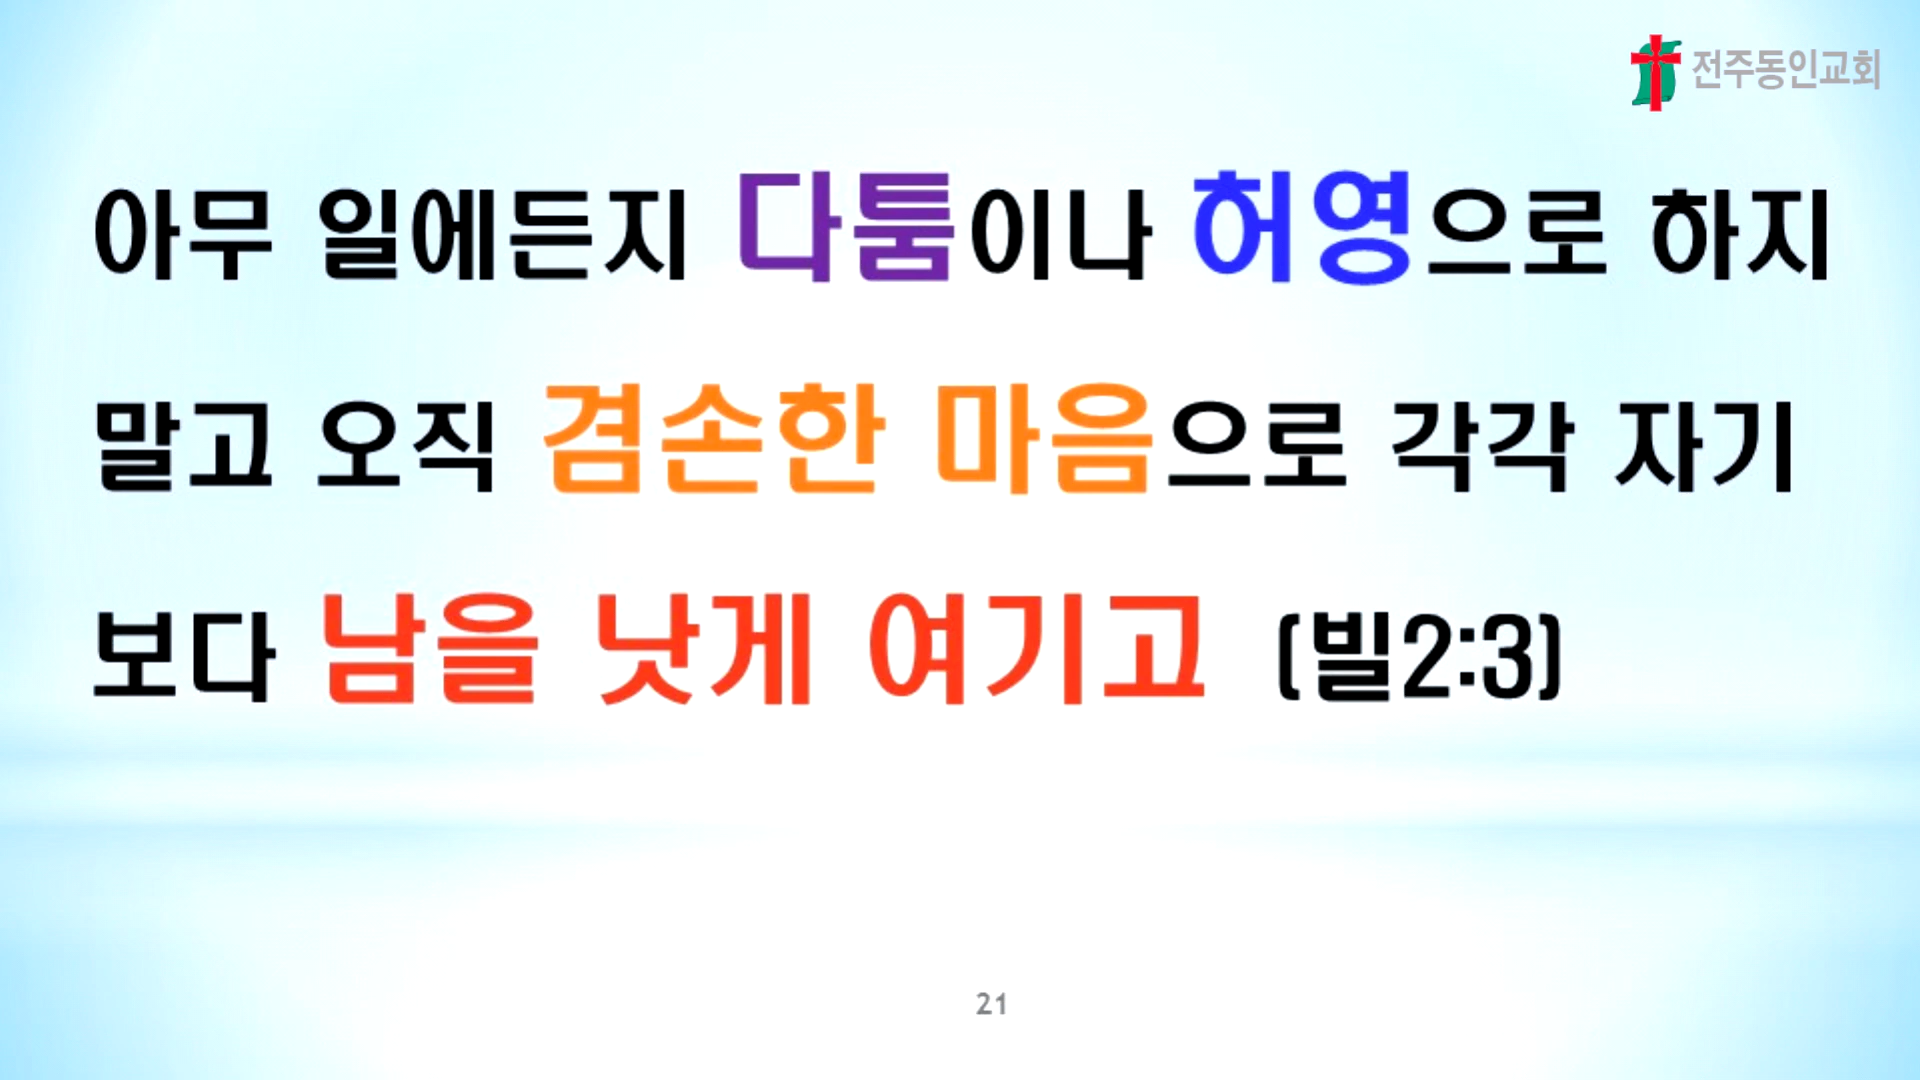 전주동인교회
아무 일에든지 다툼이나 허영으로 하지
말고 오직 겸손한 마음으로 각각 자기
보다 남을 낫게 여기고 (빌2:3)
21